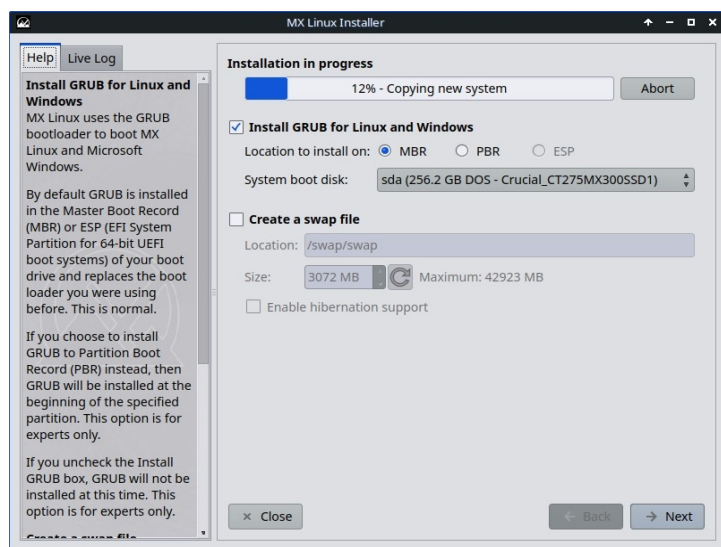 MX Linux Installer
Help
Live Log
Install GRUB for Linux and
Windows
MX Linux uses the GRUB
bootloader to boot MX
Linux and Microsoft
Windows.
By default GRUB is installed
in the Master Boot Record
(MBR) or ESP (EFI System
Partition for 64-bit UEFI
boot systems) of your boot
drive and replaces the boot
loader you were using
before. This is normal.
If you choose to install
GRUB to Partition Boot
Record (PBR) instead, then
GRUB will be installed at the
beginning of the specified
partition. This option is for
experts only.
If you uncheck the Install
GRUB box, GRUB will not be
installed at this time. This
option is for experts only.
Create a swap file
Installation in progress
12% - Copying new system
Abort
Install GRUB for Linux and Windows
Location to install on: MBR PBR ESP
System boot disk: sda (256.2 GB DOS - Crucial_CT275MX300SSD1)
Create a swap file
Location: /swap/swap
Size: 3072 MB Maximum: 42923 MB
Enable hibernation support
Close
Back
Next